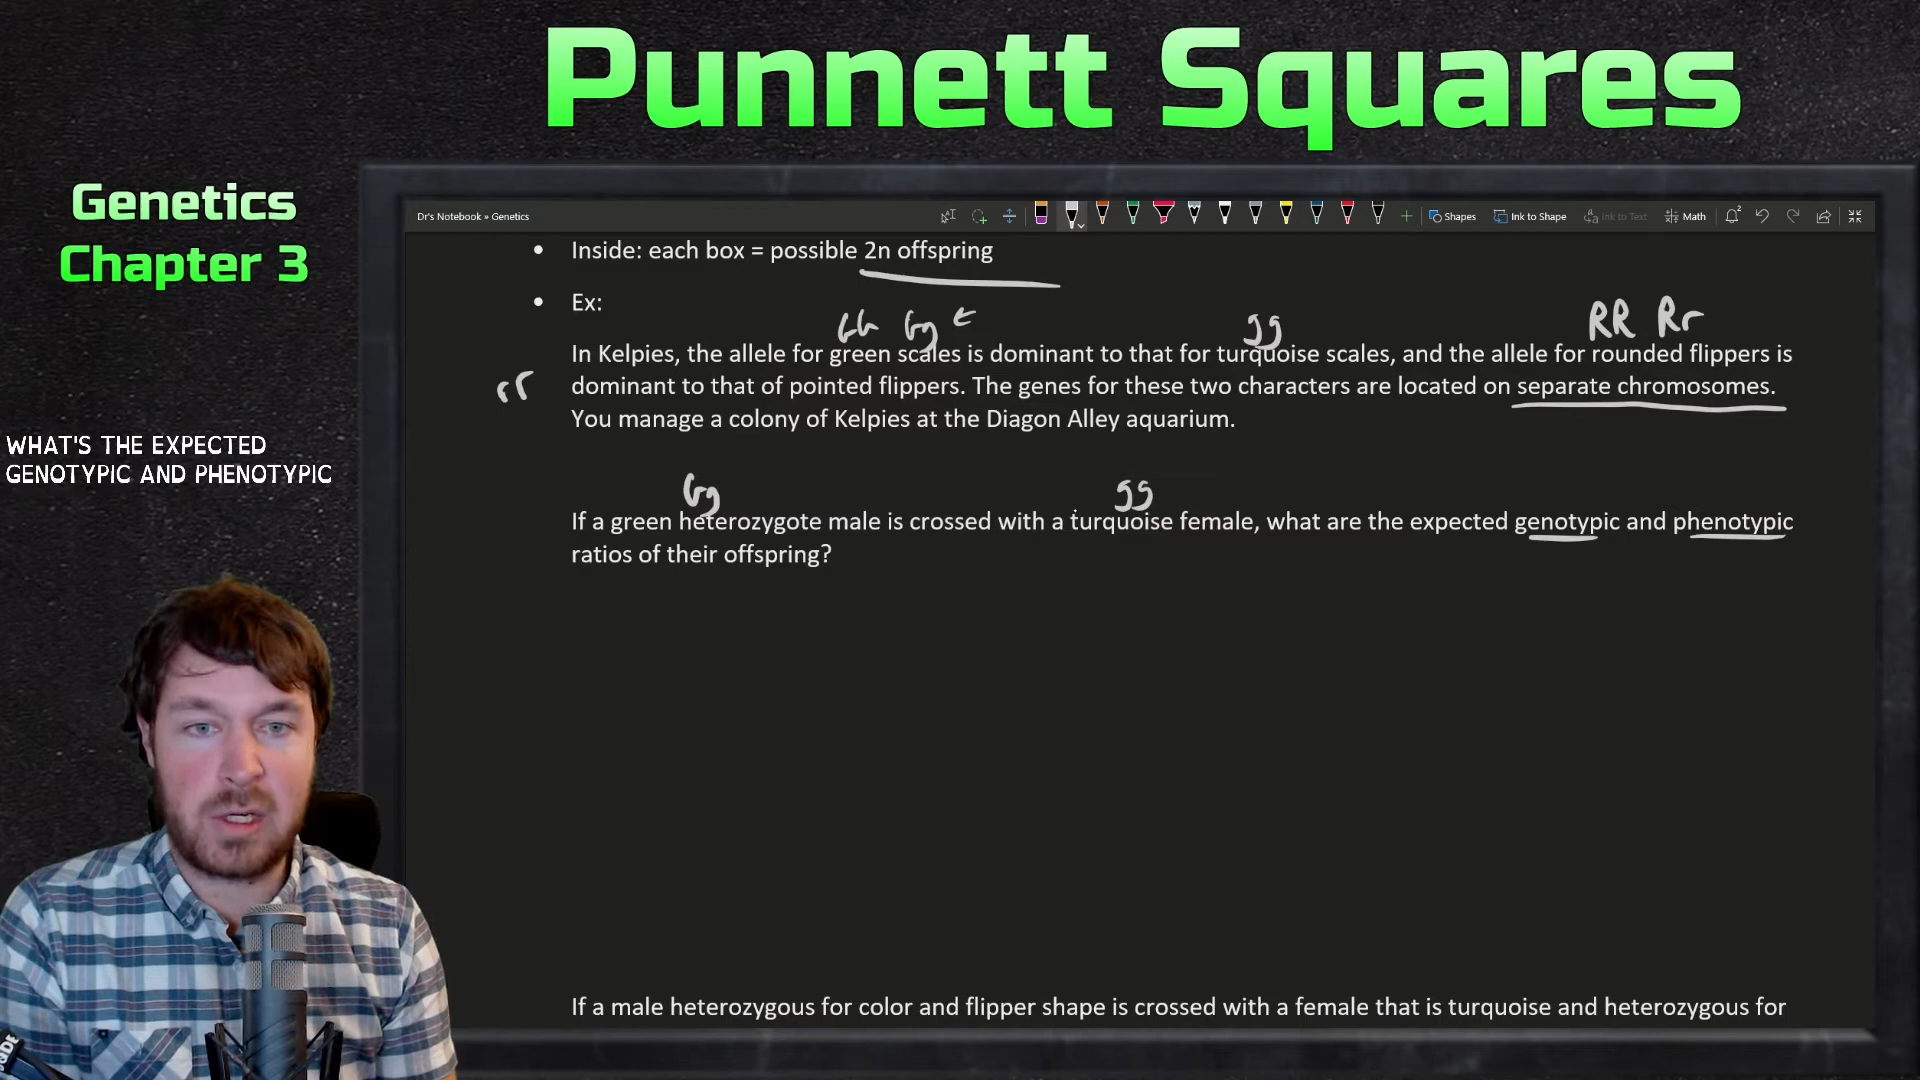 Punnett Squares
Genetics
Chapter 3
Dr's Notebook » Genetics
Shapes
Ink to Shape
Ink to Text
Math
• Inside: each box = possible 2n offspring
• Ex:
GG Gg
gg
RR Rr
In Kelpies, the allele for green scales is dominant to that for turquoise scales, and the allele for rounded flippers is
rr
dominant to that of pointed flippers. The genes for these two characters are located on separate chromosomes.
You manage a colony of Kelpies at the Diagon Alley aquarium.
WHAT'S THE EXPECTED
GENOTYPIC AND PHENOTYPIC
Gg
gg
If a green heterozygote male is crossed with a turquoise female, what are the expected genotypic and phenotypic
ratios of their offspring?
If a male heterozygous for color and flipper shape is crossed with a female that is turquoise and heterozygous for